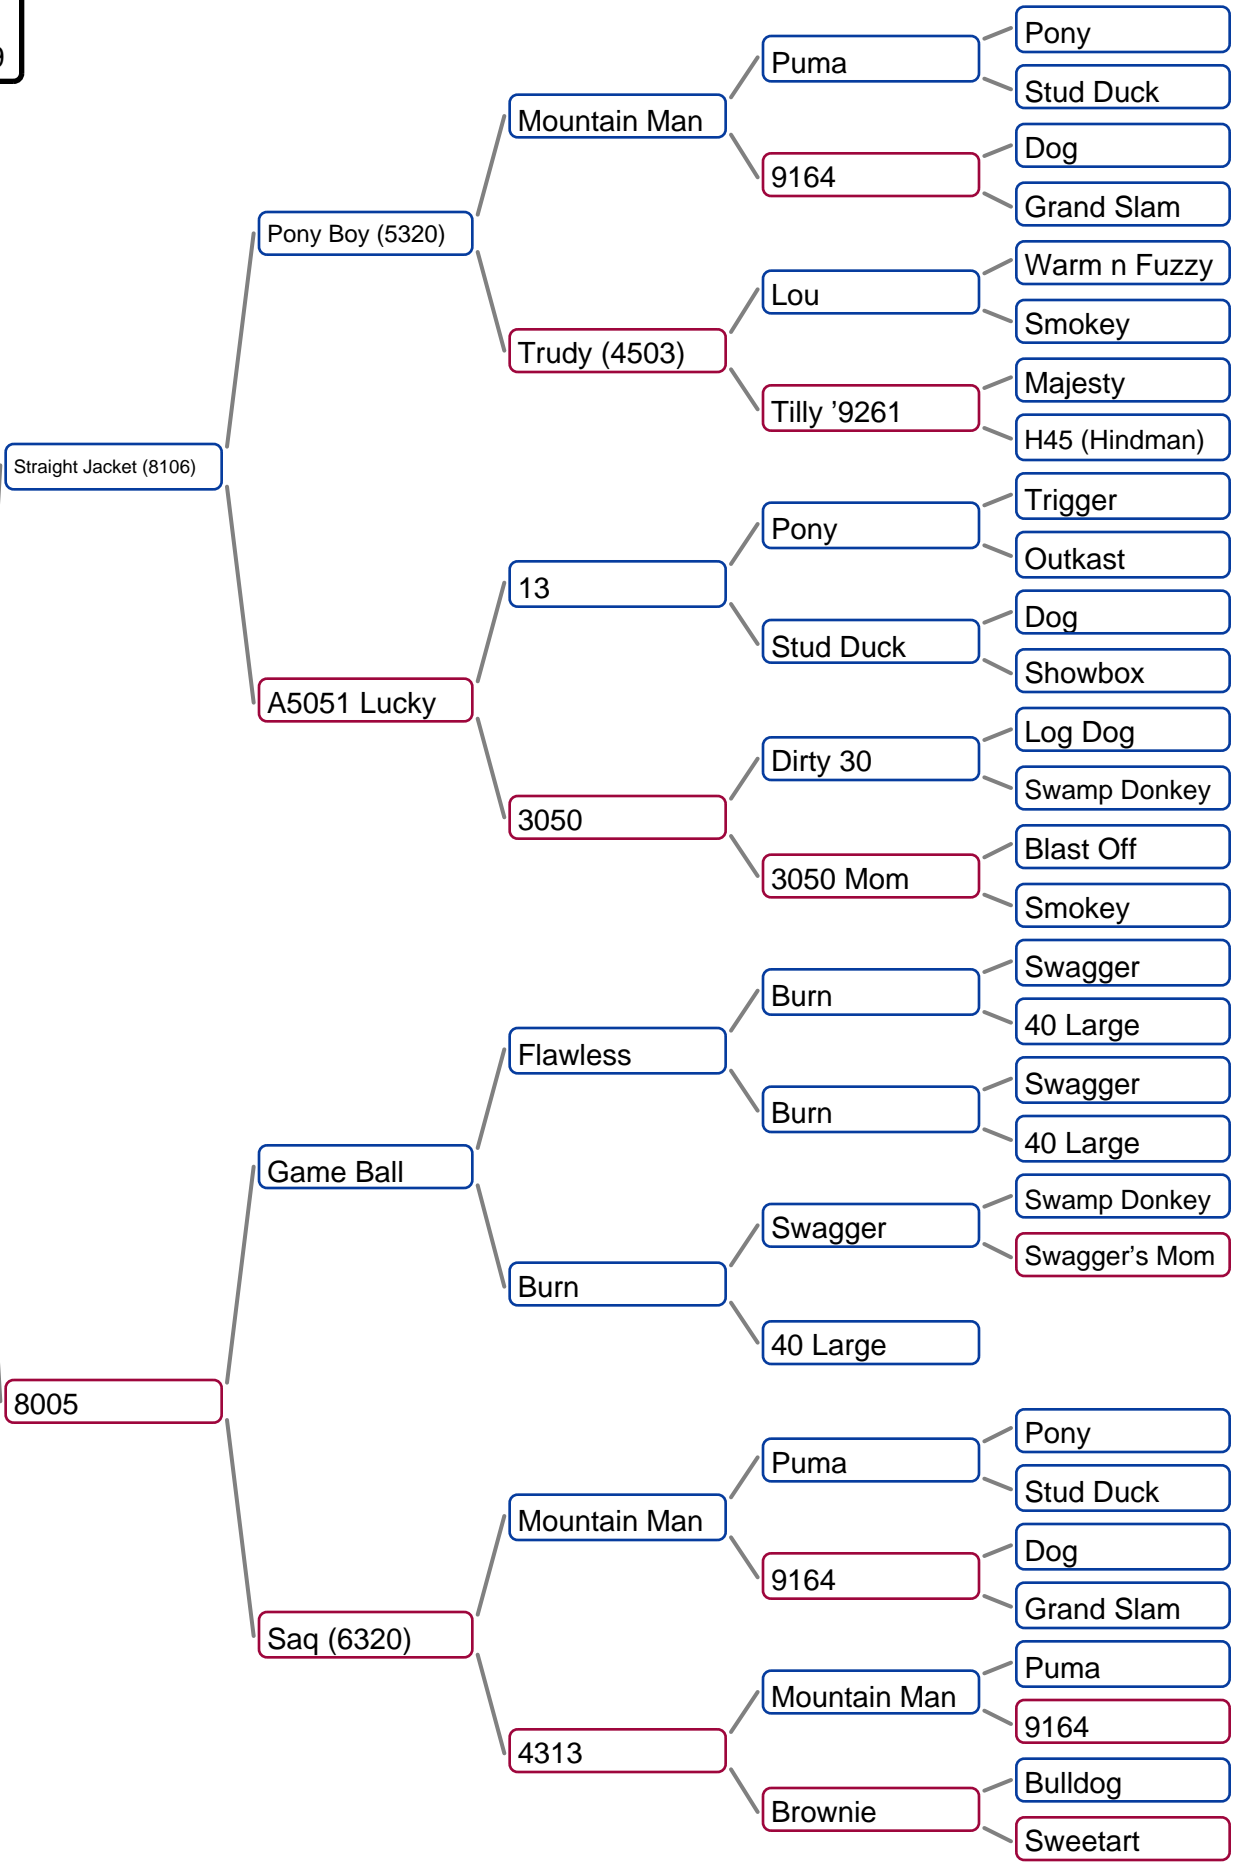 9
Pony
Puma
Stud Duck
Mountain Man
Dog
9164
Grand Slam
Pony Boy (5320)
Warm n Fuzzy
Lou
Smokey
Trudy (4503)
Majesty
Tilly ’9261
H45 (Hindman)
Straight Jacket (8106)
Trigger
Pony
Outkast
13
Dog
Stud Duck
Showbox
A5051 Lucky
Log Dog
Dirty 30
Swamp Donkey
3050
Blast Off
3050 Mom
Smokey
Swagger
Burn
40 Large
Flawless
Swagger
Burn
40 Large
Game Ball
Swamp Donkey
Swagger
Swagger’s Mom
Burn
40 Large
8005
Pony
Puma
Stud Duck
Mountain Man
Dog
9164
Grand Slam
Saq (6320)
Puma
Mountain Man
9164
4313
Bulldog
Brownie
Sweetart